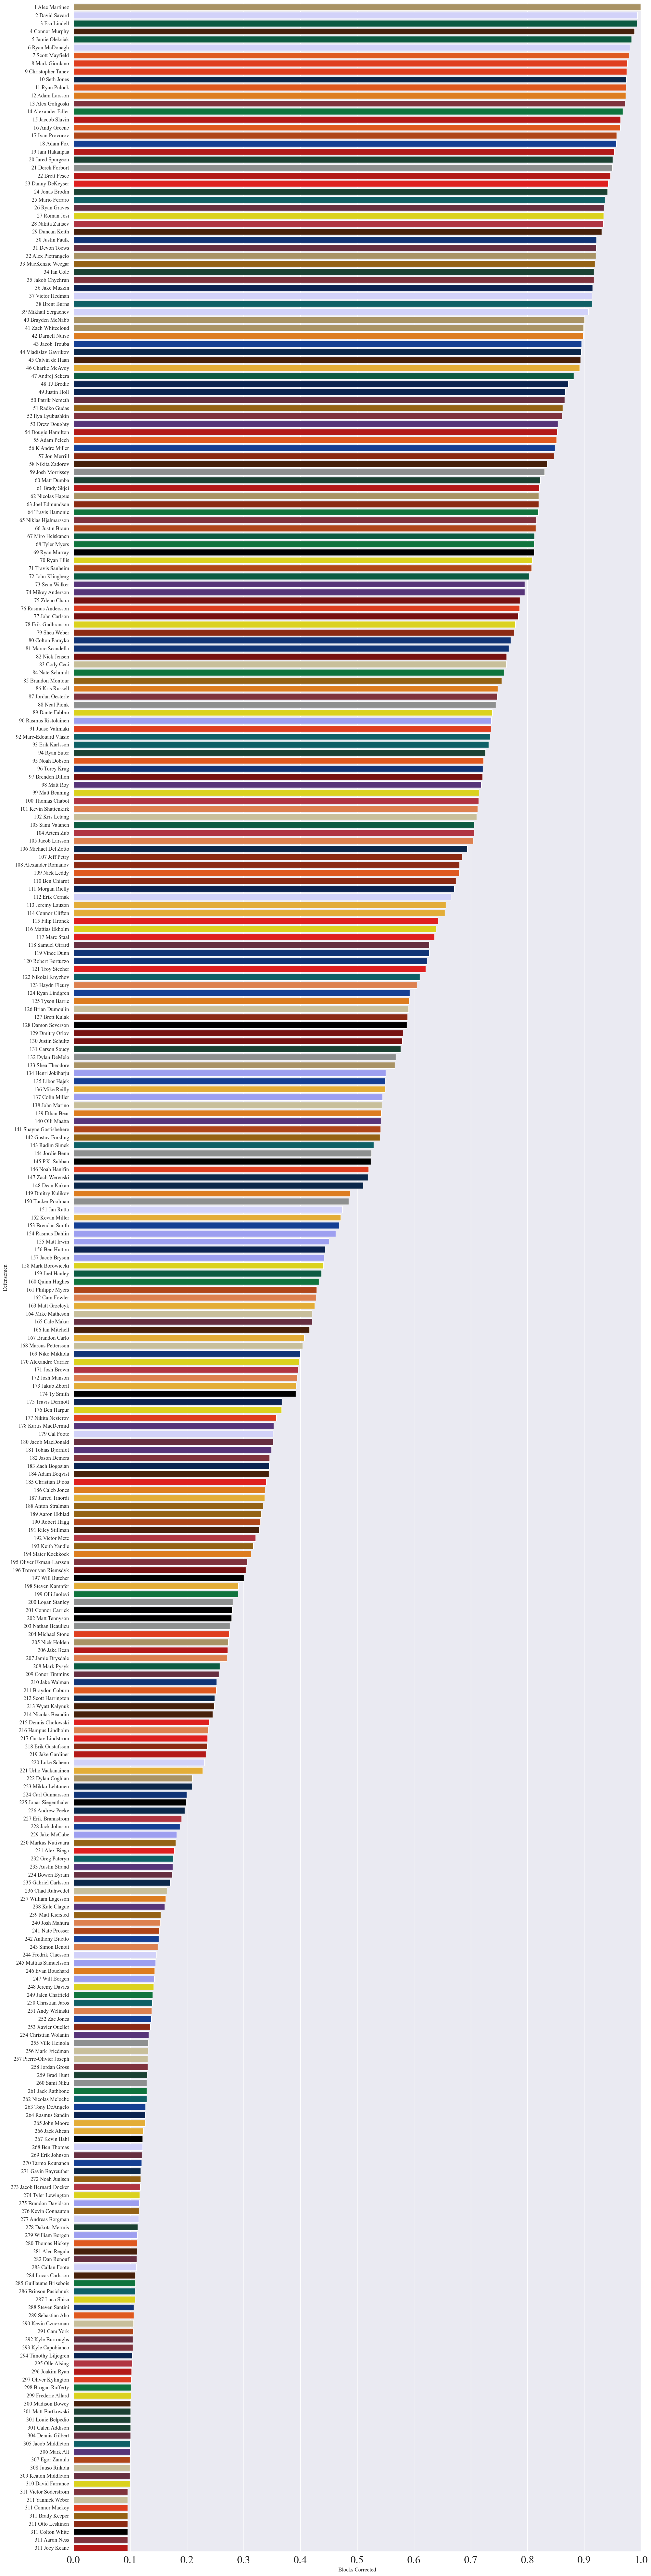 1 Alec Martinez
2 David Savard
3 Esa Lindell
4 Connor Murphy
5 Jamie Oleksiak
6 Ryan McDonagh
7 Scott Mayfield
8 Mark Giordano
9 Christopher Tanev
10 Seth Jones
11 Ryan Pulock
12 Adam Larsson
13 Alex Goligoski
14 Alexander Edler
15 Jaccob Slavin
16 Andy Greene
17 Ivan Provorov
18 Adam Fox
19 Jani Hakanpaa
20 Jared Spurgeon
21 Derek Forbort
22 Brett Pesce
23 Danny DeKeyser
24 Jonas Brodin
25 Mario Ferraro
26 Ryan Graves
27 Roman Josi
28 Nikita Zaitsev
29 Duncan Keith
30 Justin Faulk
31 Devon Toews
32 Alex Pietrangelo
33 MacKenzie Weegar
34 Ian Cole
35 Jakob Chychrun
36 Jake Muzzin
37 Victor Hedman
38 Brent Burns
39 Mikhail Sergachev
40 Brayden McNabb
41 Zach Whitecloud
42 Darnell Nurse
43 Jacob Trouba
44 Vladislav Gavrikov
45 Calvin de Haan
46 Charlie McAvoy
47 Andrej Sekera
48 TJ Brodie
49 Justin Holl
50 Patrik Nemeth
51 Radko Gudas
52 Ilya Lyubushkin
53 Drew Doughty
54 Dougie Hamilton
55 Adam Pelech
56 K'Andre Miller
57 Jon Merrill
58 Nikita Zadorov
59 Josh Morrissey
60 Matt Dumba
61 Brady Skjei
62 Nicolas Hague
63 Joel Edmundson
64 Travis Hamonic
65 Niklas Hjalmarsson
66 Justin Braun
67 Miro Heiskanen
68 Tyler Myers
69 Ryan Murray
70 Ryan Ellis
71 Travis Sanheim
72 John Klingberg
73 Sean Walker
74 Mikey Anderson
75 Zdeno Chara
76 Rasmus Andersson
77 John Carlson
78 Erik Gudbranson
79 Shea Weber
80 Colton Parayko
81 Marco Scandella
82 Nick Jensen
83 Cody Ceci
84 Nate Schmidt
85 Brandon Montour
86 Kris Russell
87 Jordan Oesterle
88 Neal Pionk
89 Dante Fabbro
90 Rasmus Ristolainen
91 Juuso Valimaki
92 Marc-Edouard Vlasic
93 Erik Karlsson
94 Ryan Suter
95 Noah Dobson
96 Torey Krug
97 Brenden Dillon
98 Matt Roy
99 Matt Benning
100 Thomas Chabot
101 Kevin Shattenkirk
102 Kris Letang
103 Sami Vatanen
104 Artem Zub
105 Jacob Larsson
106 Michael Del Zotto
107 Jeff Petry
108 Alexander Romanov
109 Nick Leddy
110 Ben Chiarot
111 Morgan Rielly
112 Erik Cernak
113 Jeremy Lauzon
114 Connor Clifton
115 Filip Hronek
116 Mattias Ekholm
117 Marc Staal
118 Samuel Girard
119 Vince Dunn
120 Robert Bortuzzo
121 Troy Stecher
122 Nikolai Knyzhov
123 Haydn Fleury
124 Ryan Lindgren
125 Tyson Barrie
126 Brian Dumoulin
127 Brett Kulak
128 Damon Severson
129 Dmitry Orlov
130 Justin Schultz
131 Carson Soucy
132 Dylan DeMelo
133 Shea Theodore
134 Henri Jokiharju
135 Libor Hajek
136 Mike Reilly
137 Colin Miller
138 John Marino
139 Ethan Bear
140 Olli Maatta
141 Shayne Gostisbehere
142 Gustav Forsling
143 Radim Simek
144 Jordie Benn
145 P.K. Subban
146 Noah Hanifin
147 Zach Werenski
148 Dean Kukan
149 Dmitry Kulikov
150 Tucker Poolman
151 Jan Rutta
152 Kevan Miller
153 Brendan Smith
154 Rasmus Dahlin
155 Matt Irwin
156 Ben Hutton
157 Jacob Bryson
158 Mark Borowiecki
159 Joel Hanley
160 Quinn Hughes
161 Philippe Myers
162 Cam Fowler
163 Matt Grzelcyk
164 Mike Matheson
165 Cale Makar
166 Ian Mitchell
167 Brandon Carlo
168 Marcus Pettersson
169 Niko Mikkola
170 Alexandre Carrier
171 Josh Brown
172 Josh Manson
173 Jakub Zboril
174 Ty Smith
175 Travis Dermott
176 Ben Harpur
177 Nikita Nesterov
178 Kurtis MacDermid
179 Cal Foote
180 Jacob MacDonald
181 Tobias Bjornfot
182 Jason Demers
183 Zach Bogosian
184 Adam Boqvist
185 Christian Djoos
186 Caleb Jones
187 Jarred Tinordi
188 Anton Stralman
189 Aaron Ekblad
190 Robert Hagg
191 Riley Stillman
192 Victor Mete
193 Keith Yandle
194 Slater Koekkoek
195 Oliver Ekman-Larsson
196 Trevor van Riemsdyk
197 Will Butcher
198 Steven Kampfer
199 Olli Juolevi
200 Logan Stanley
201 Connor Carrick
202 Matt Tennyson
203 Nathan Beaulieu
204 Michael Stone
205 Nick Holden
206 Jake Bean
207 Jamie Drysdale
208 Mark Pysyk
209 Conor Timmins
210 Jake Walman
211 Braydon Coburn
212 Scott Harrington
213 Wyatt Kalynuk
214 Nicolas Beaudin
215 Dennis Cholowski
216 Hampus Lindholm
217 Gustav Lindstrom
218 Erik Gustafsson
219 Jake Gardiner
220 Luke Schenn
221 Urho Vaakanainen
222 Dylan Coghlan
223 Mikko Lehtonen
224 Carl Gunnarsson
225 Jonas Siegenthaler
226 Andrew Peeke
227 Erik Brannstrom
228 Jack Johnson
229 Jake McCabe
230 Markus Nutivaara
231 Alex Biega
232 Greg Pateryn
233 Austin Strand
234 Bowen Byram
235 Gabriel Carlsson
236 Chad Ruhwedel
237 William Lagesson
238 Kale Clague
239 Matt Kiersted
240 Josh Mahura
241 Nate Prosser
242 Anthony Bitetto
243 Simon Benoit
244 Fredrik Claesson
245 Mattias Samuelsson
246 Evan Bouchard
247 Will Borgen
248 Jeremy Davies
249 Jalen Chatfield
250 Christian Jaros
251 Andy Welinski
252 Zac Jones
253 Xavier Ouellet
254 Christian Wolanin
255 Ville Heinola
256 Mark Friedman
257 Pierre-Olivier Joseph
258 Jordan Gross
259 Brad Hunt
260 Sami Niku
261 Jack Rathbone
262 Nicolas Meloche
263 Tony DeAngelo
264 Rasmus Sandin
265 John Moore
266 Jack Ahcan
267 Kevin Bahl
268 Ben Thomas
269 Erik Johnson
270 Tarmo Reunanen
271 Gavin Bayreuther
272 Noah Juulsen
273 Jacob Bernard-Docker
274 Tyler Lewington
275 Brandon Davidson
276 Kevin Connauton
277 Andreas Borgman
278 Dakota Mermis
279 William Borgen
280 Thomas Hickey
281 Alec Regula
282 Dan Renouf
283 Callan Foote
284 Lucas Carlsson
285 Guillaume Brisebois
286 Brinson Pasichnuk
287 Luca Sbisa
288 Steven Santini
289 Sebastian Aho
290 Kevin Czuczman
291 Cam York
292 Kyle Burroughs
293 Kyle Capobianco
294 Timothy Liljegren
295 Olle Alsing
296 Joakim Ryan
297 Oliver Kylington
298 Brogan Rafferty
299 Frederic Allard
300 Madison Bowey
301 Matt Bartkowski
301 Louie Belpedio
301 Calen Addison
304 Dennis Gilbert
305 Jacob Middleton
306 Mark Alt
307 Egor Zamula
308 Juuso Riikola
309 Keaton Middleton
310 David Farrance
311 Victor Soderstrom
311 Yannick Weber
311 Connor Mackey
311 Brady Keeper
311 Otto Leskinen
311 Colton White
311 Aaron Ness
311 Joey Keane
Defensemen
0.0 0.1 0.2 0.3 0.4 0.5 0.6 0.7 0.8 0.9 1.0
Blocks Corrected